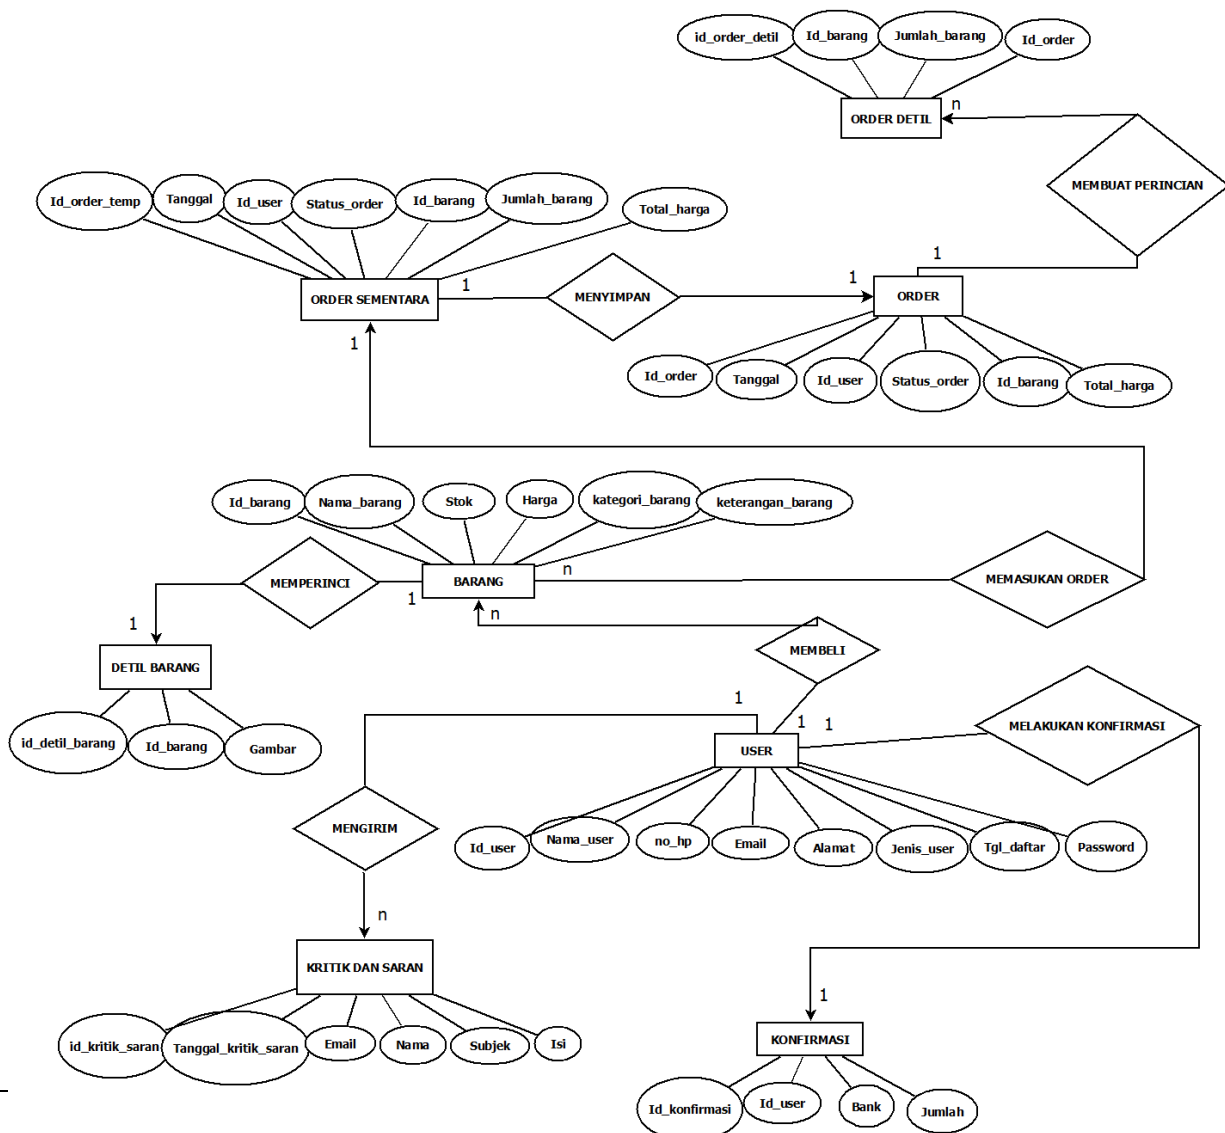 id_order_detil
Id_barang
Jumlah_barang
Id_order
n
ORDER DETIL
MEMBUAT PERINCIAN
Id_order_temp
Tanggal
Id_user
Status_order
Id_barang
Jumlah_barang
Total_harga
1
ORDER SEMENTARA
1
MENYIMPAN
1
ORDER
1
Id_order
Tanggal
Id_user
Status_order
Id_barang
Total_harga
Id_barang
Nama_barang
Stok
Harga
kategori_barang
keterangan_barang
MEMPERINCI
1
BARANG
n
MEMASUKAN ORDER
n
1
DETIL BARANG
MEMBELI
id_detil_barang
Id_barang
Gambar
1
1
1
USER
MELAKUKAN KONFIRMASI
MENGIRIM
Id_user
Nama_user
no_hp
Email
Alamat
Jenis_user
Tgl_daftar
Password
n
KRITIK DAN SARAN
1
KONFIRMASI
id_kritik_saran
Tanggal_kritik_saran
Email
Nama
Subjek
Isi
Id_konfirmasi
Id_user
Bank
Jumlah